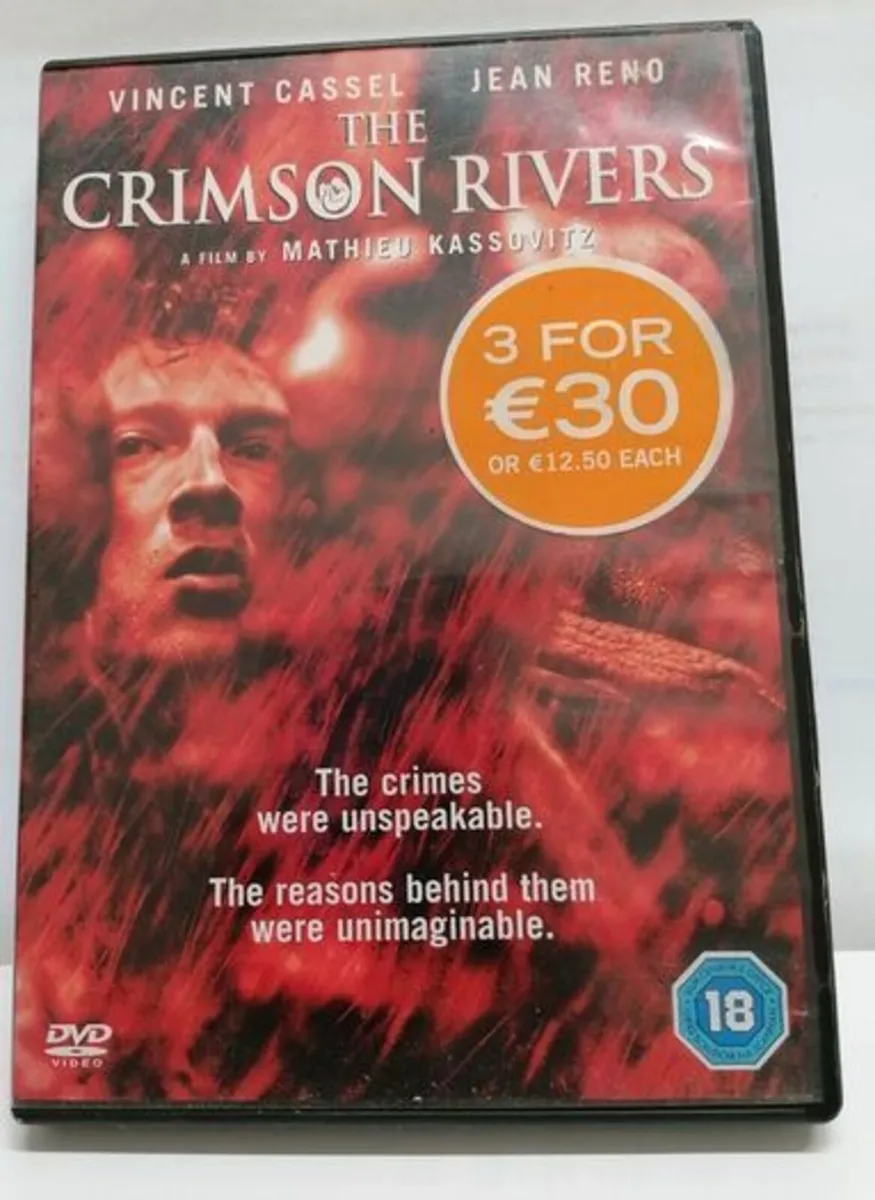 VINCENT CASSEL JEAN RENO
THE
CRIMSON RIVERS
A FILM BY MATHIEU KASSOVITZ
3 FOR
€30
OR €12.50 EACH
The crimes
were unspeakable.
The reasons behind them
were unimaginable.
18
DVD
VIDEO